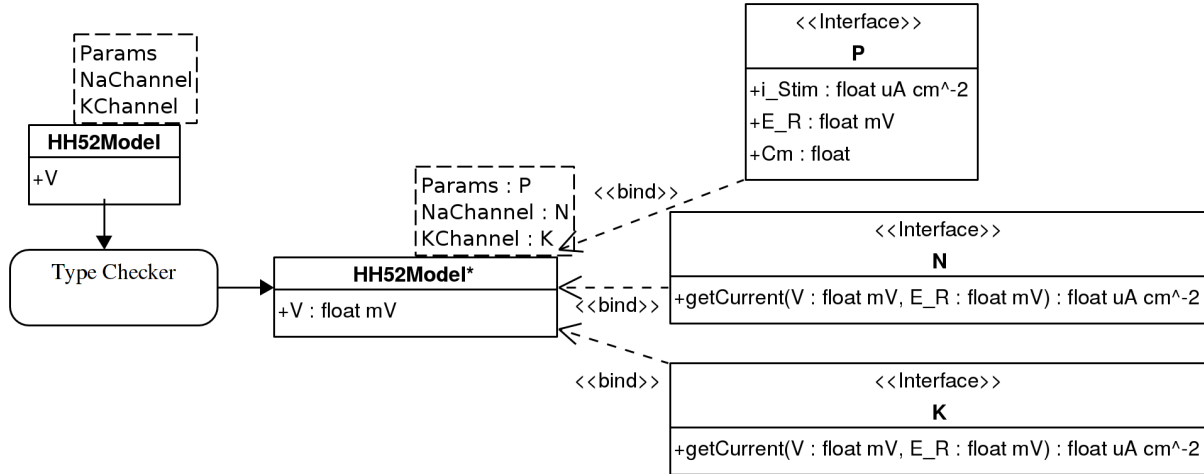 Params
NaChannel
KChannel
HH52Model
+V
Type Checker
Params : P
NaChannel : N
KChannel : K
HH52Model*
+V : float mV
<<bind>>
<<bind>>
<<bind>>
<<Interface>>
P
+i_Stim : float uA cm^-2
+E_R : float mV
+Cm : float
<<Interface>>
N
+getCurrent(V : float mV, E_R : float mV) : float uA cm^-2
<<Interface>>
K
+getCurrent(V : float mV, E_R : float mV) : float uA cm^-2